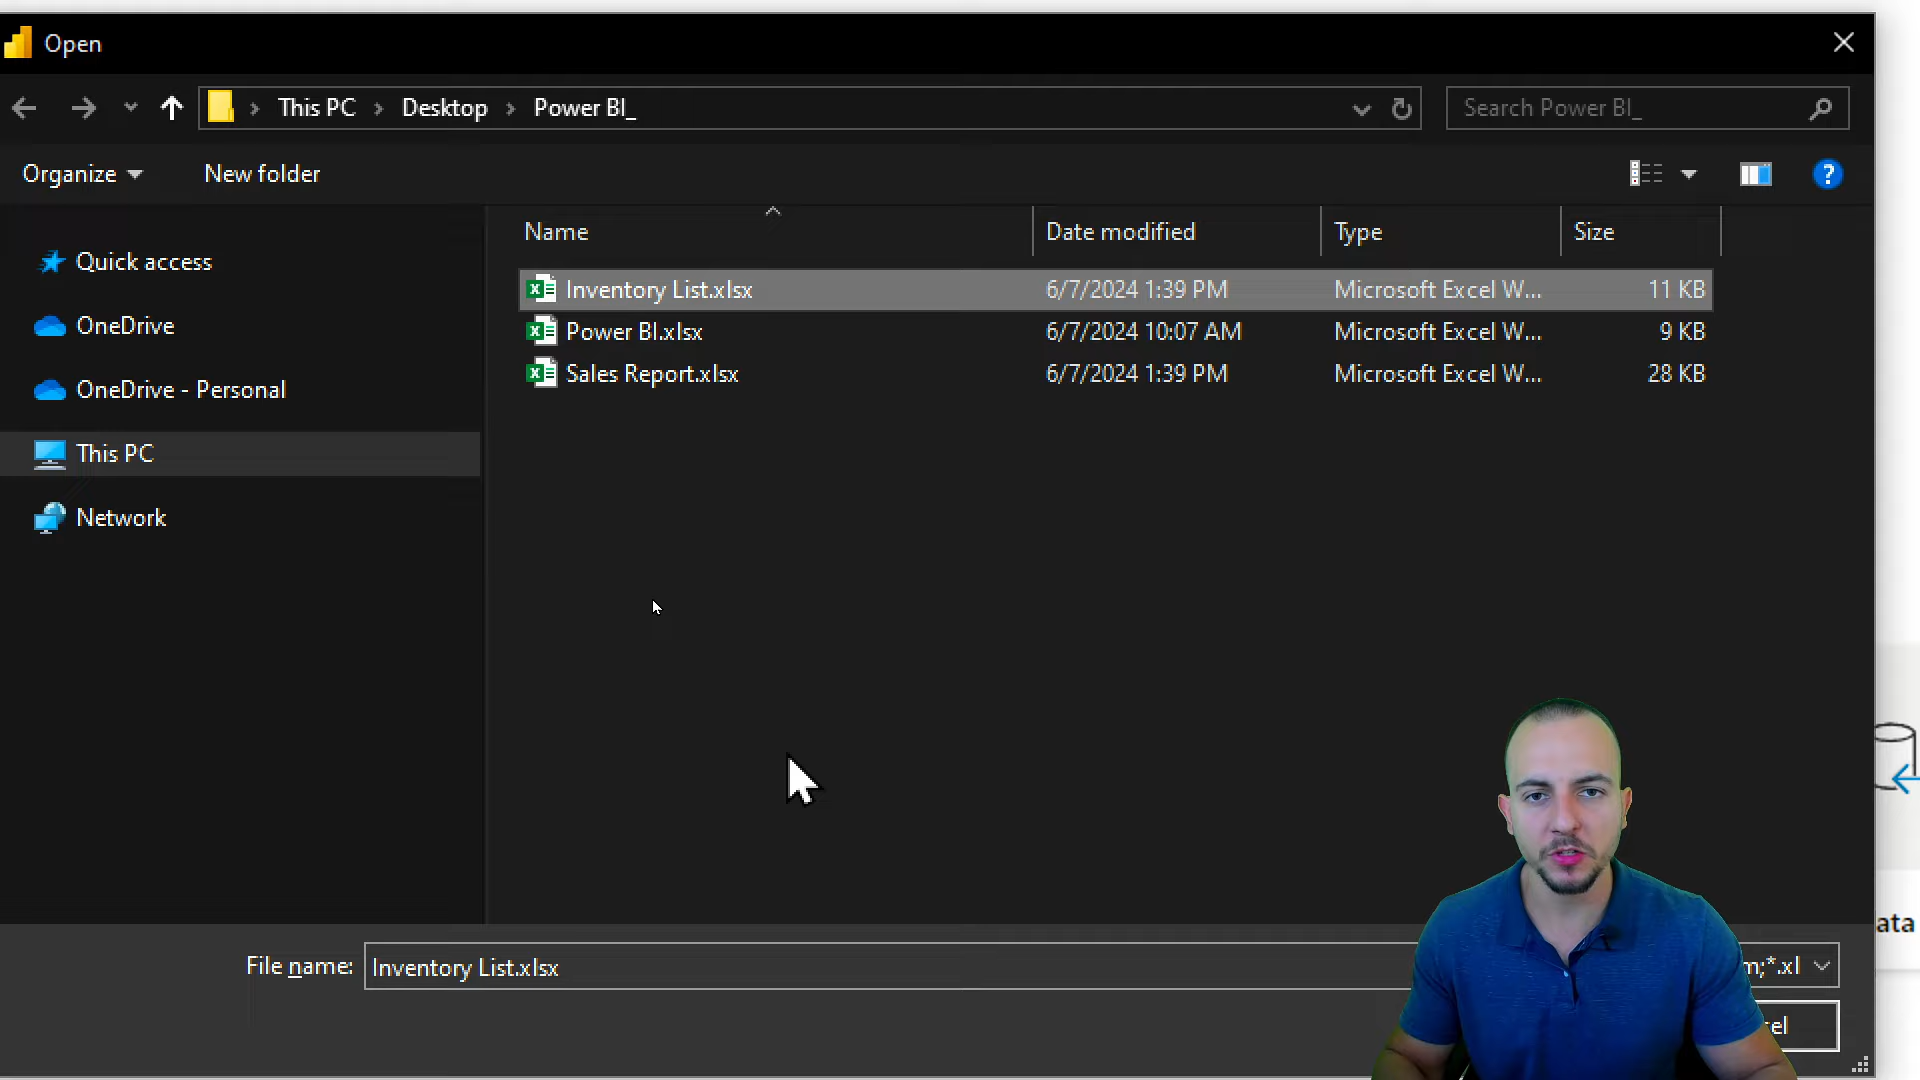 Open
This PC > Desktop > Power BI_
Search Power BI_
Organize
New folder
?
Name
Date modified
Type
Size
Quick access
OneDrive
OneDrive - Personal
This PC
Network
Inventory List.xlsx 6/7/2024 1:39 PM Microsoft Excel W... 11 KB
Power BI.xlsx 6/7/2024 10:07 AM Microsoft Excel W... 9 KB
Sales Report.xlsx 6/7/2024 1:39 PM Microsoft Excel W... 28 KB
ata
File name: Inventory List.xlsx
m;*.xl
el